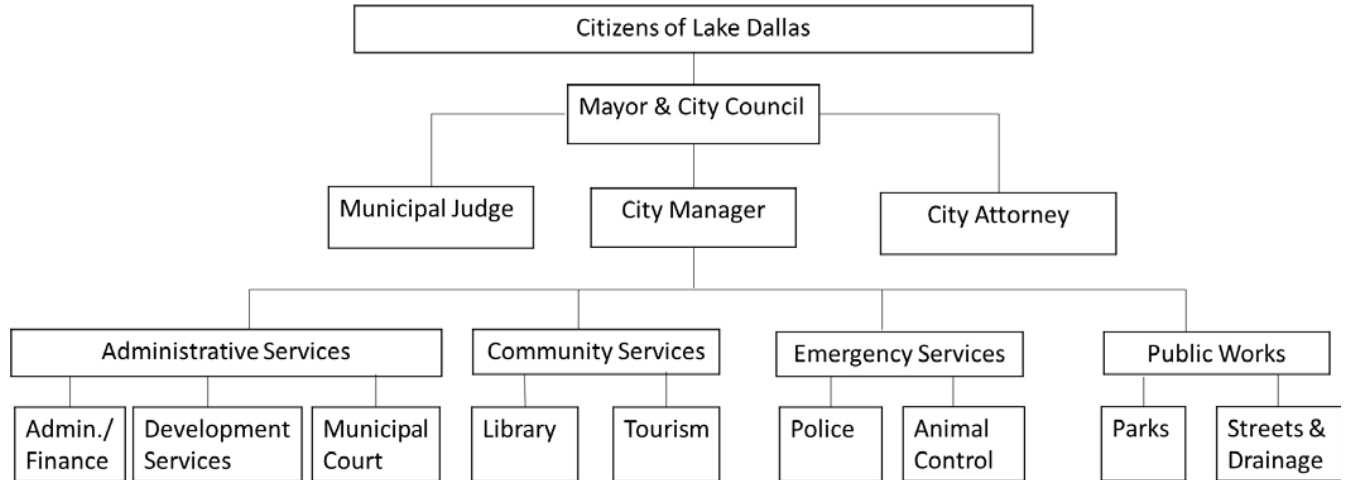 Citizens of Lake Dallas
Mayor & City Council
Municipal Judge
City Manager
City Attorney
Administrative Services
Community Services
Emergency Services
Public Works
Admin./
Finance
Development
Services
Municipal
Court
Library
Tourism
Police
Animal
Control
Parks
Streets &
Drainage